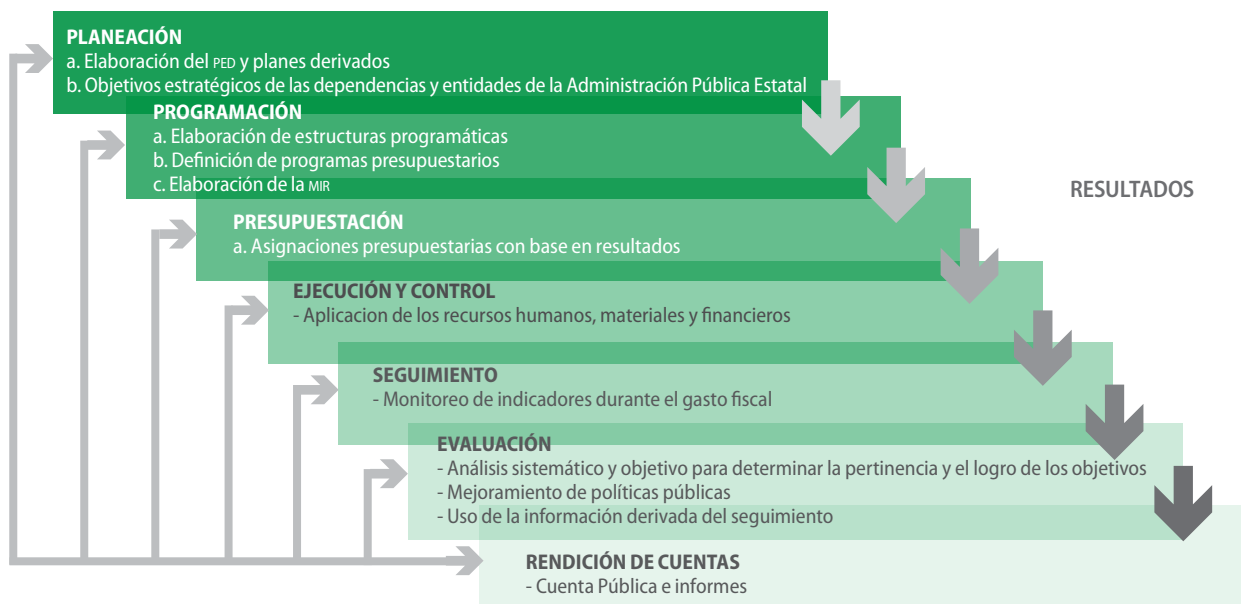 PLANEACIÓN
a. Elaboración del PED y planes derivados
b. Objetivos estratégicos de las dependencias y entidades de la Administración Pública Estatal
PROGRAMACIÓN
a. Elaboración de estructuras programáticas
b. Definición de programas presupuestarios
c. Elaboración de la MIR
RESULTADOS
PRESUPUESTACIÓN
a. Asignaciones presupuestarias con base en resultados
EJECUCIÓN Y CONTROL
- Aplicacion de los recursos humanos, materiales y financieros
SEGUIMIENTO
- Monitoreo de indicadores durante el gasto fiscal
EVALUACIÓN
- Análisis sistemático y objetivo para determinar la pertinencia y el logro de los objetivos
- Mejoramiento de políticas públicas
- Uso de la información derivada del seguimiento
RENDICIÓN DE CUENTAS
- Cuenta Pública e informes